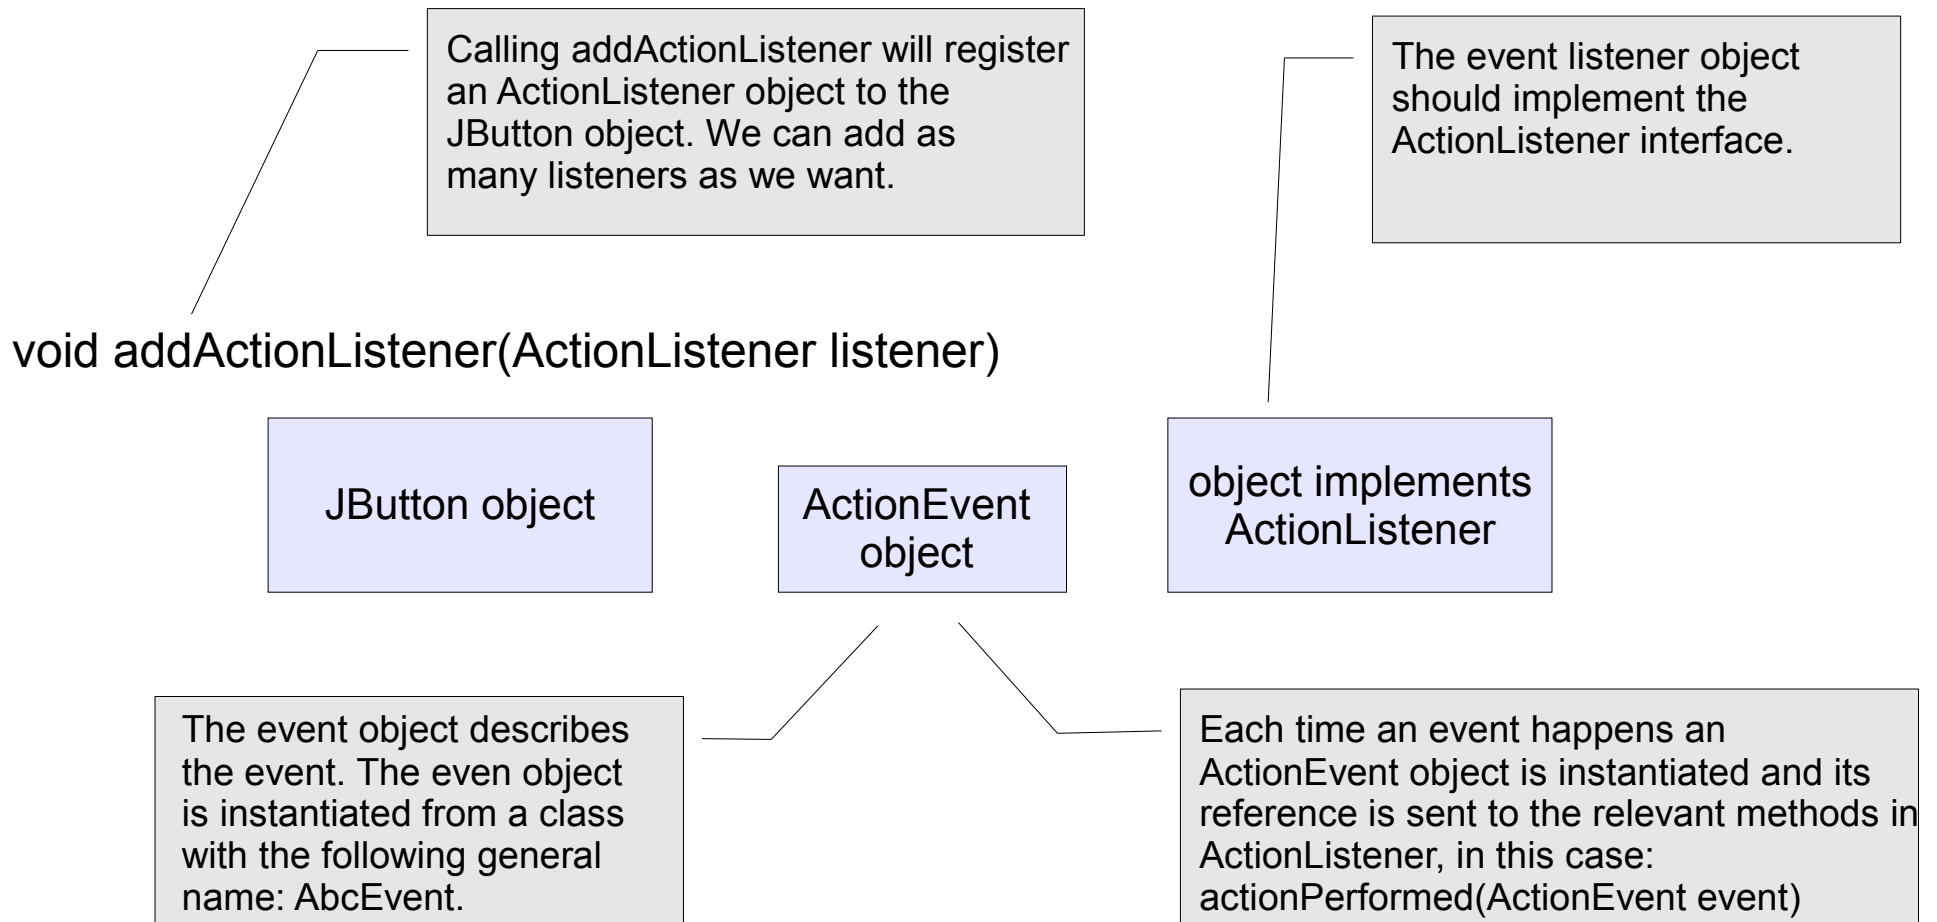 Calling addActionListener will register
an ActionListener object to the
JButton object. We can add as
many listeners as we want.
The event listener object
should implement the
ActionListener interface.
void addActionListener(ActionListener listener)
JButton object
ActionEvent
object
object implements
ActionListener
The event object describes
the event. The even object
is instantiated from a class
with the following general
name: AbcEvent.
Each time an event happens an
ActionEvent object is instantiated and its
reference is sent to the relevant methods in
ActionListener, in this case:
actionPerformed(ActionEvent event)